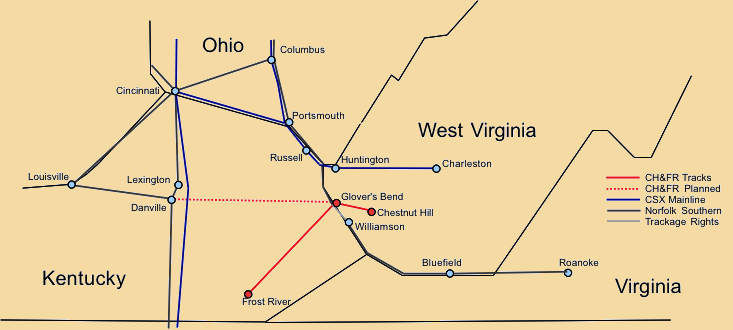 Ohio
Columbus
Cincinnati
Portsmouth
West Virginia
Russell
Huntington
Charleston
Louisville
Lexington
Danville
Glover's Bend
Chestnut Hill
Williamson
CH&FR Tracks
CH&FR Planned
CSX Mainline
Norfolk Southern
Trackage Rights
Kentucky
Bluefield
Roanoke
Virginia
Frost River